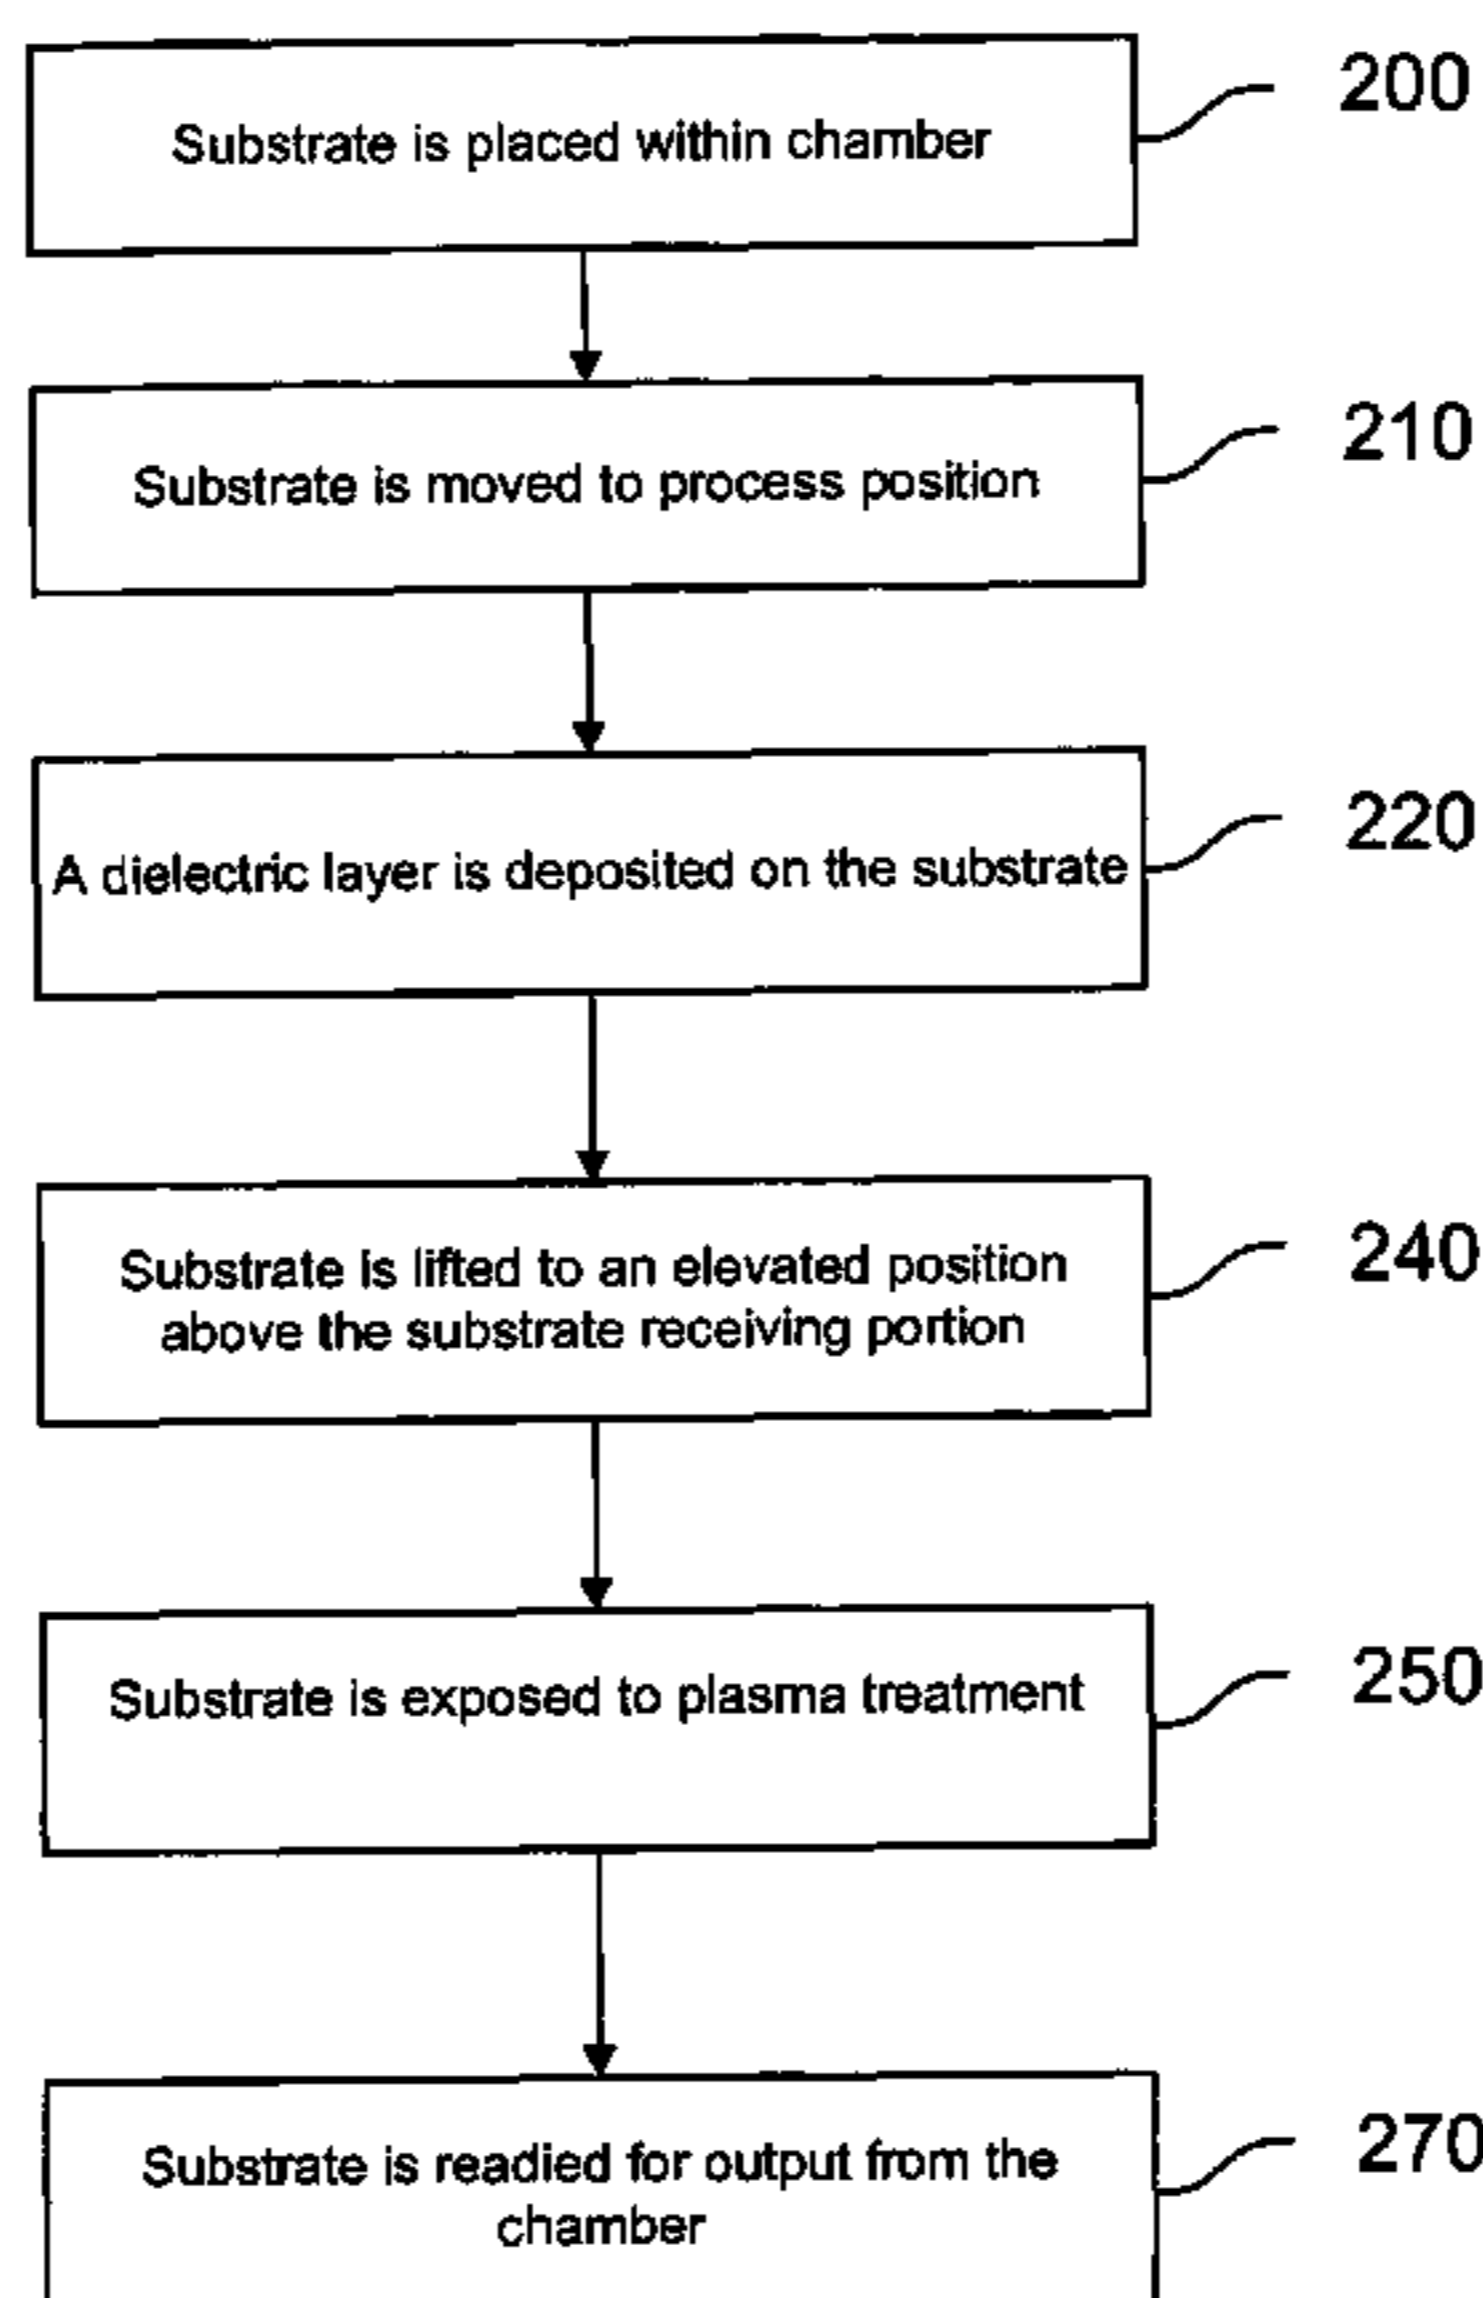 Substrate is placed within chamber
200
Substrate is moved to process position
210
A dielectric layer is deposited on the substrate
220
Substrate is lifted to an elevated position
above the substrate receiving portion
240
Substrate is exposed to plasma treatment
250
Substrate is readied for output from the
chamber
270